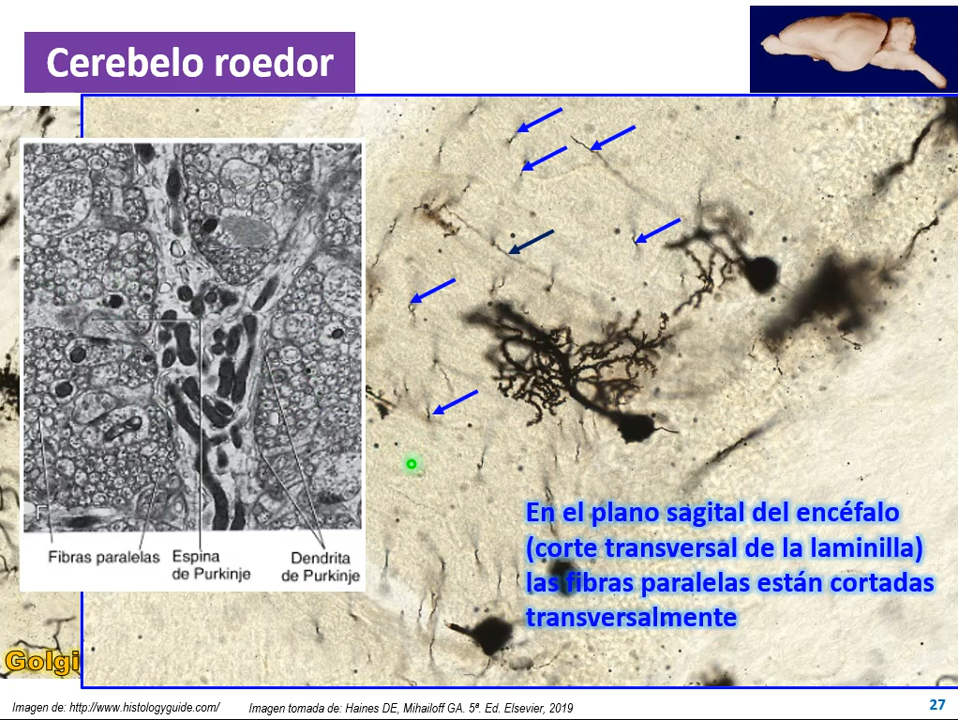 Cerebelo roedor
F
Fibras paralelas
Espina
de Purkinje
Dendrita
de Purkinje
En el plano sagital del encéfalo
(corte transversal de la laminilla)
las fibras paralelas están cortadas
transversalmente
Golgi
Imagen de: http://www.histologyguide.com/
Imagen tomada de: Haines DE, Mihailoff GA. 5ª. Ed. Elsevier, 2019
27